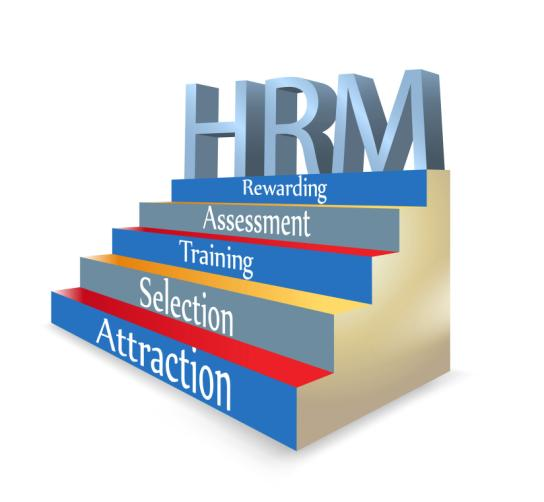 HRM
Rewarding
Assessment
Training
Selection
Attraction